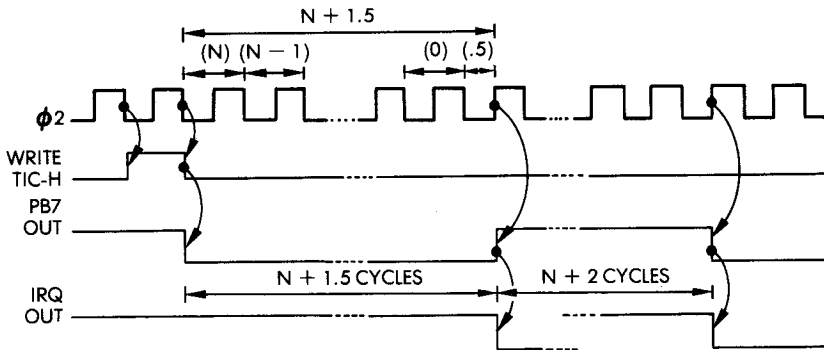 N + 1.5
(N) (N − 1) (0) (.5)
ϕ2
WRITE
TIC-H
PB7
OUT
N + 1.5 CYCLES N + 2 CYCLES
IRQ
OUT